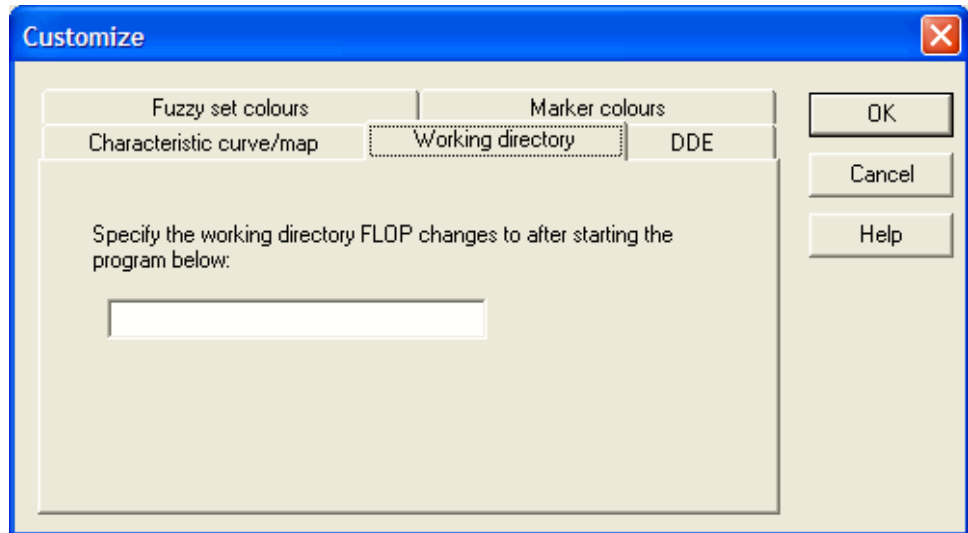 Customize
Fuzzy set colours
Marker colours
Characteristic curve/map
Working directory
DDE
Specify the working directory FLOP changes to after starting the
program below:
OK
Cancel
Help